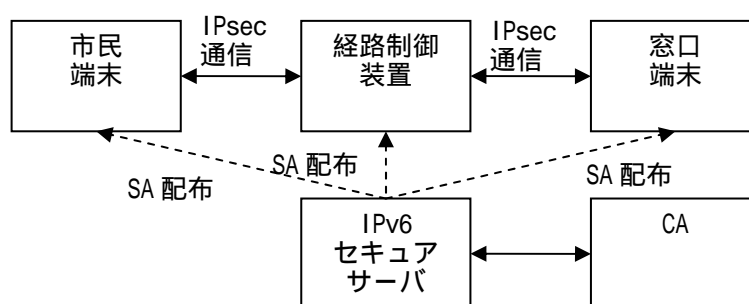 市民
端末
IPsec
通信
経路制御
装置
IPsec
通信
窓口
端末
SA 配布
SA 配布
SA 配布
IPv6
セキュア
サーバ
CA